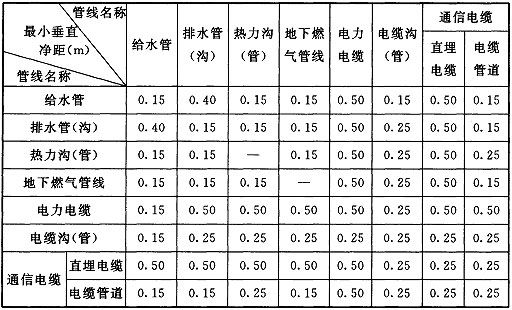 管线名称
最小垂直
净距(m)
管线名称
给水管 排水管(沟) 热力沟(管) 地下燃气管线 电力电缆 电缆沟(管) 通信电缆
直埋电缆 电缆管道
给水管 0.15 0.40 0.15 0.15 0.50 0.15 0.50 0.15
排水管(沟) 0.40 0.15 0.15 0.15 0.50 0.25 0.50 0.15
热力沟(管) 0.15 0.15 — 0.15 0.50 0.25 0.50 0.25
地下燃气管线 0.15 0.15 0.15 — 0.50 0.25 0.50 0.15
电力电缆 0.15 0.50 0.50 0.50 0.50 0.25 0.50 0.50
电缆沟(管) 0.15 0.25 0.25 0.25 0.25 0.25 0.25 0.25
通信电缆 直埋电缆 0.50 0.50 0.50 0.50 0.50 0.25 0.25 0.25
电缆管道 0.15 0.15 0.25 0.15 0.50 0.25 0.25 0.25